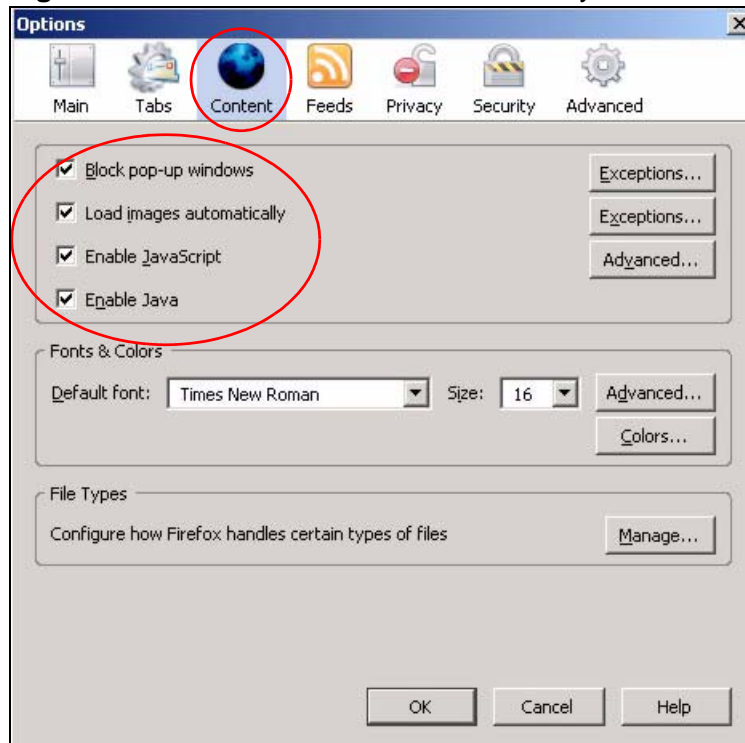 Options
Main Tabs Content Feeds Privacy Security Advanced
Block pop-up windows Exceptions...
Load images automatically Exceptions...
Enable JavaScript Advanced...
Enable Java
Fonts & Colors
Default font: Times New Roman Size: 16 Advanced...
Colors...
File Types
Configure how Firefox handles certain types of files Manage...
OK Cancel Help